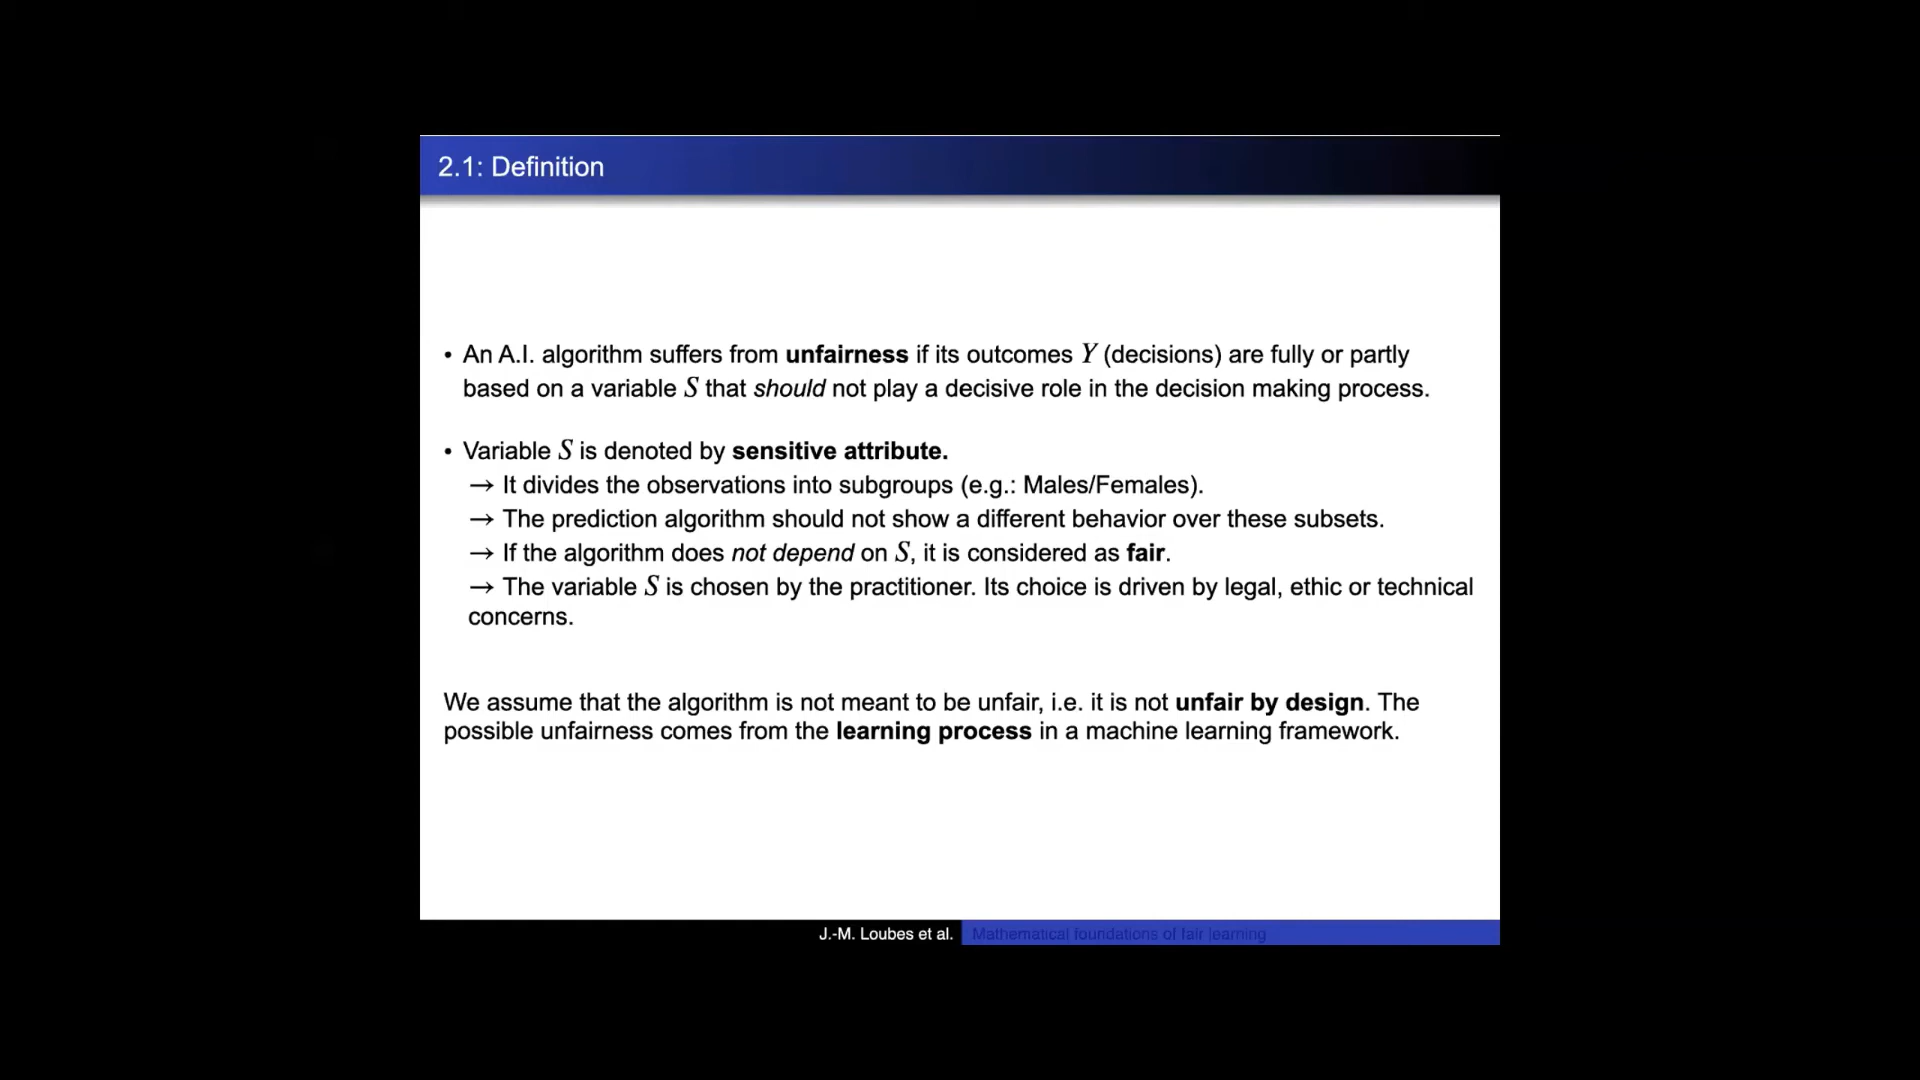 2.1: Definition
• An A.I. algorithm suffers from unfairness if its outcomes Y (decisions) are fully or partly
based on a variable S that should not play a decisive role in the decision making process.
• Variable S is denoted by sensitive attribute.
→ It divides the observations into subgroups (e.g.: Males/Females).
→ The prediction algorithm should not show a different behavior over these subsets.
→ If the algorithm does not depend on S, it is considered as fair.
→ The variable S is chosen by the practitioner. Its choice is driven by legal, ethic or technical
concerns.
We assume that the algorithm is not meant to be unfair, i.e. it is not unfair by design. The
possible unfairness comes from the learning process in a machine learning framework.
J.-M. Loubes et al. Mathematical foundations of fair learning